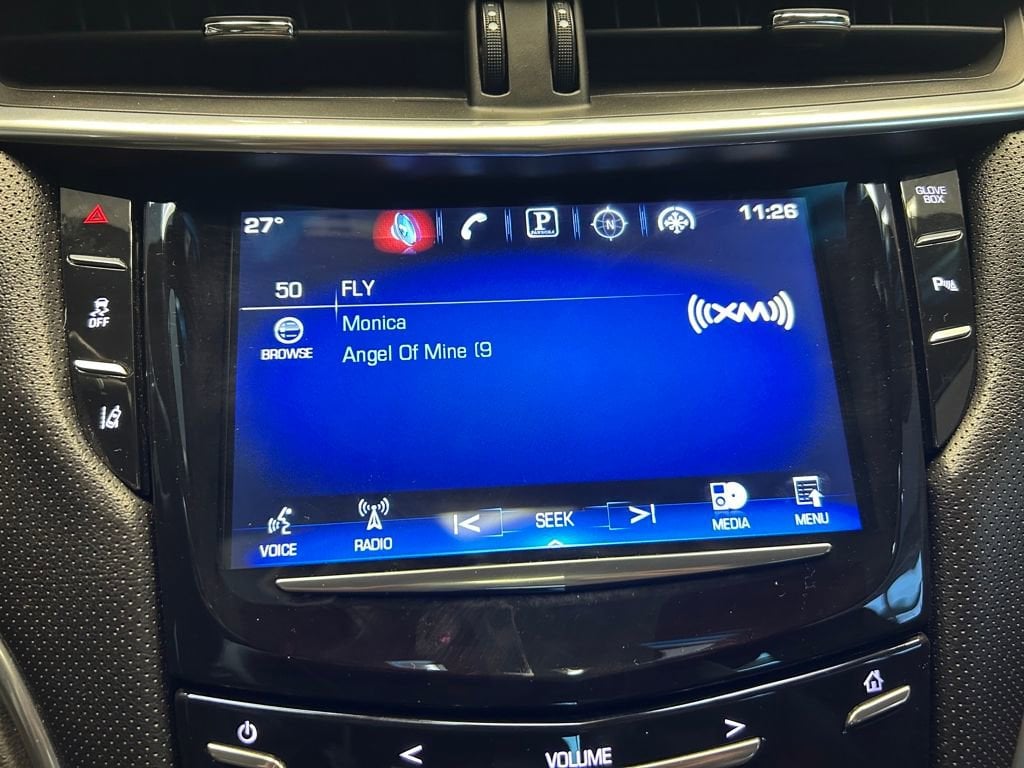 GLOVE
BOX
27°
P
PANDORA
N
11:26
OFF
50
FLY
((XM))
Monica
BROWSE
Angel Of Mine (9
VOICE
RADIO
SEEK
MEDIA
MENU
VOLUME